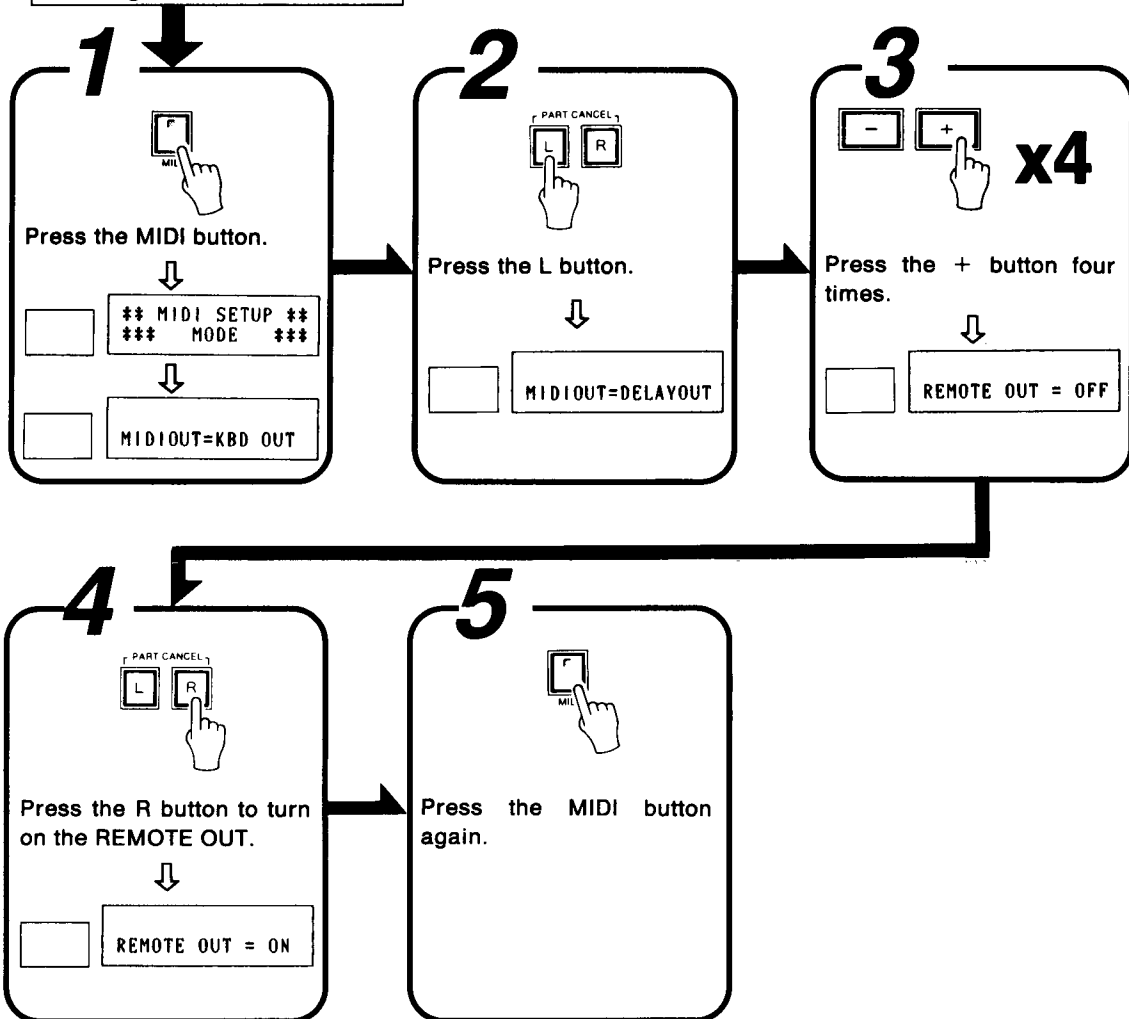 1
MIDI
Press the MIDI button.
** MIDI SETUP **
*** MODE ***
MIDIOUT=KBD OUT
2
PART CANCEL
L R
Press the L button.
MIDIOUT=DELAYOUT
3
- +
x4
Press the + button four
times.
REMOTE OUT = OFF
4
PART CANCEL
L R
Press the R button to turn
on the REMOTE OUT.
REMOTE OUT = ON
5
MIDI
Press the MIDI button
again.